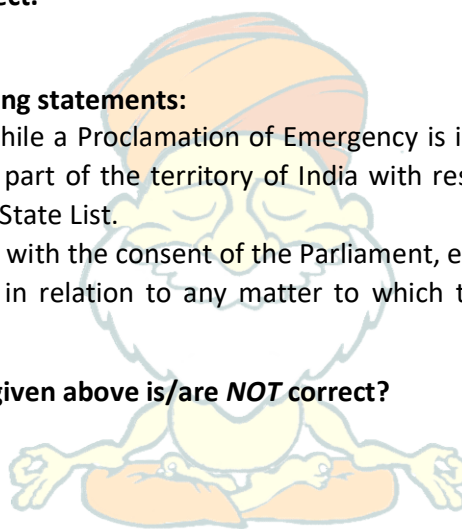 ng statements:
hile a Proclamation of Emergency is i
part of the territory of India with res
State List.
with the consent of the Parliament, e
in relation to any matter to which t
given above is/are NOT correct?